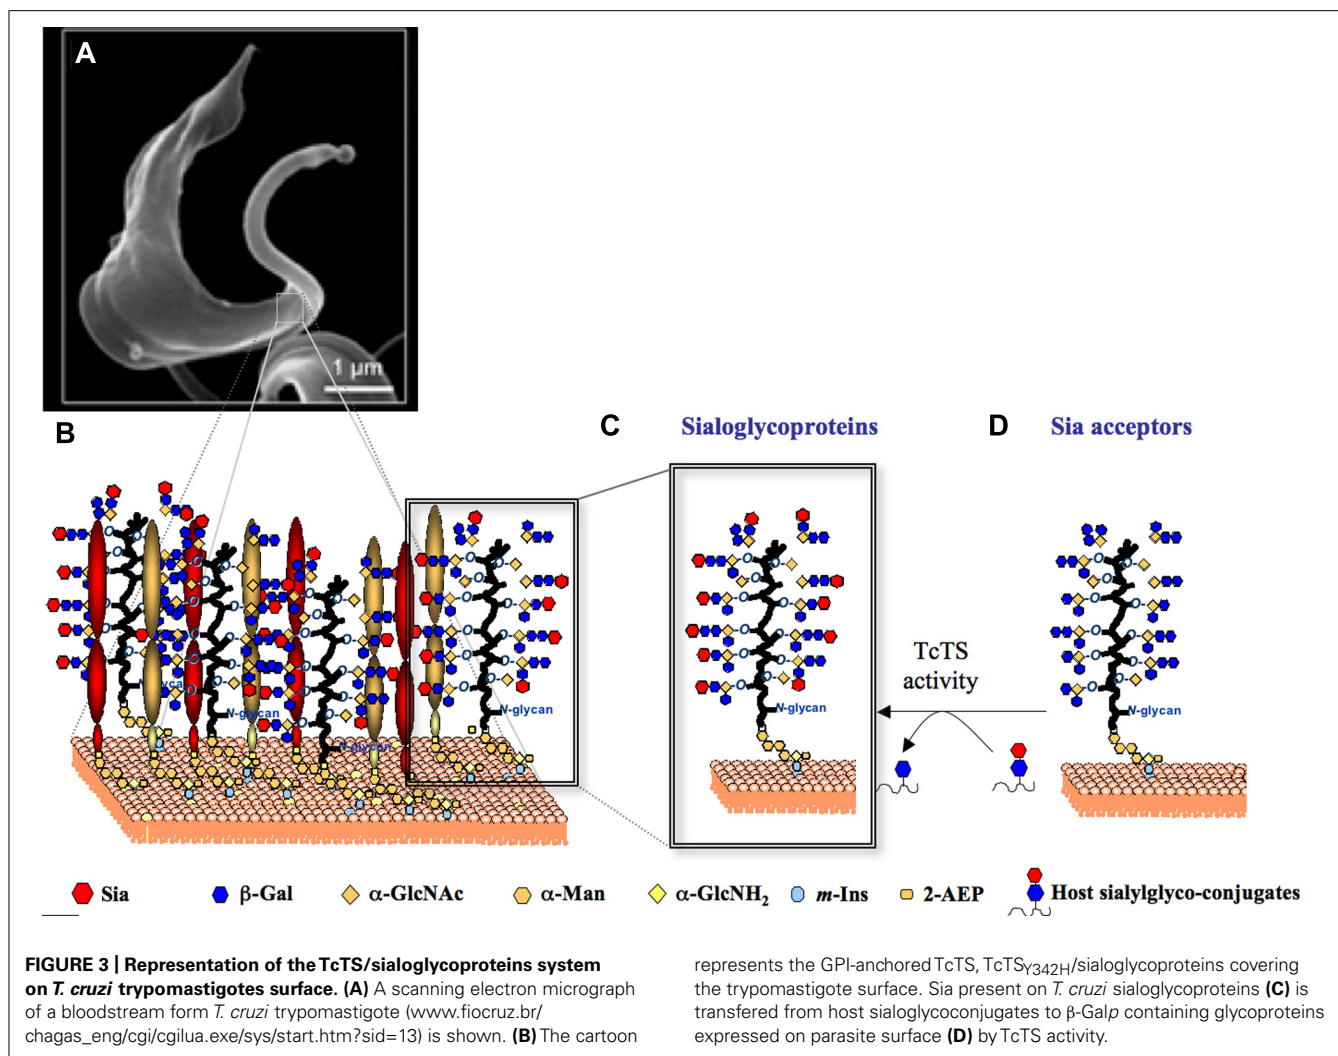 A
1 µm
B
C
Sialoglycoproteins
D
Sia acceptors
O
N-glycan
N-glycan
N-glycan
TcTS
activity
N-glycan
Sia
β-Gal
α-GlcNAc
α-Man
α-GlcNH2
m-Ins
2-AEP
Host sialylglyco-conjugates
FIGURE 3 | Representation of the TcTS/sialoglycoproteins system
on T. cruzi trypomastigotes surface. (A) A scanning electron micrograph
of a bloodstream form T. cruzi trypomastigote (www.fiocruz.br/
chagas_eng/cgi/cgilua.exe/sys/start.htm?sid=13) is shown. (B) The cartoon
represents the GPI-anchored TcTS, TcTSY342H/sialoglycoproteins covering
the trypomastigote surface. Sia present on T. cruzi sialoglycoproteins (C) is
transfered from host sialoglycoconjugates to β-Galp containing glycoproteins
expressed on parasite surface (D) by TcTS activity.